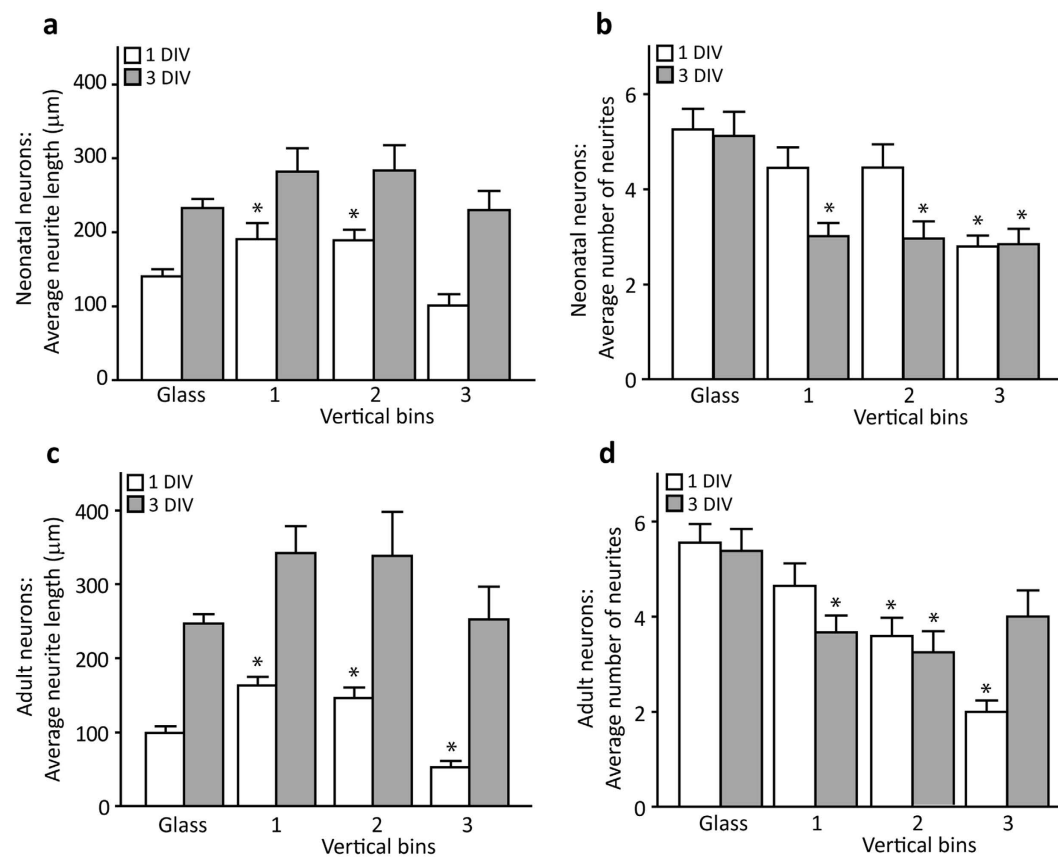 a
1 DIV
3 DIV
400
300
200
100
0
Neonatal neurons:
Average neurite length (μm)
*
*
Glass 1 2 3
Vertical bins
b
1 DIV
3 DIV
6
4
2
0
Neonatal neurons:
Average number of neurites
*
*
*
*
Glass 1 2 3
Vertical bins
c
1 DIV
3 DIV
400
300
200
100
0
Adult neurons:
Average neurite length (μm)
*
*
*
Glass 1 2 3
Vertical bins
d
1 DIV
3 DIV
6
4
2
0
Adult neurons:
Average number of neurites
*
*
*
*
Glass 1 2 3
Vertical bins